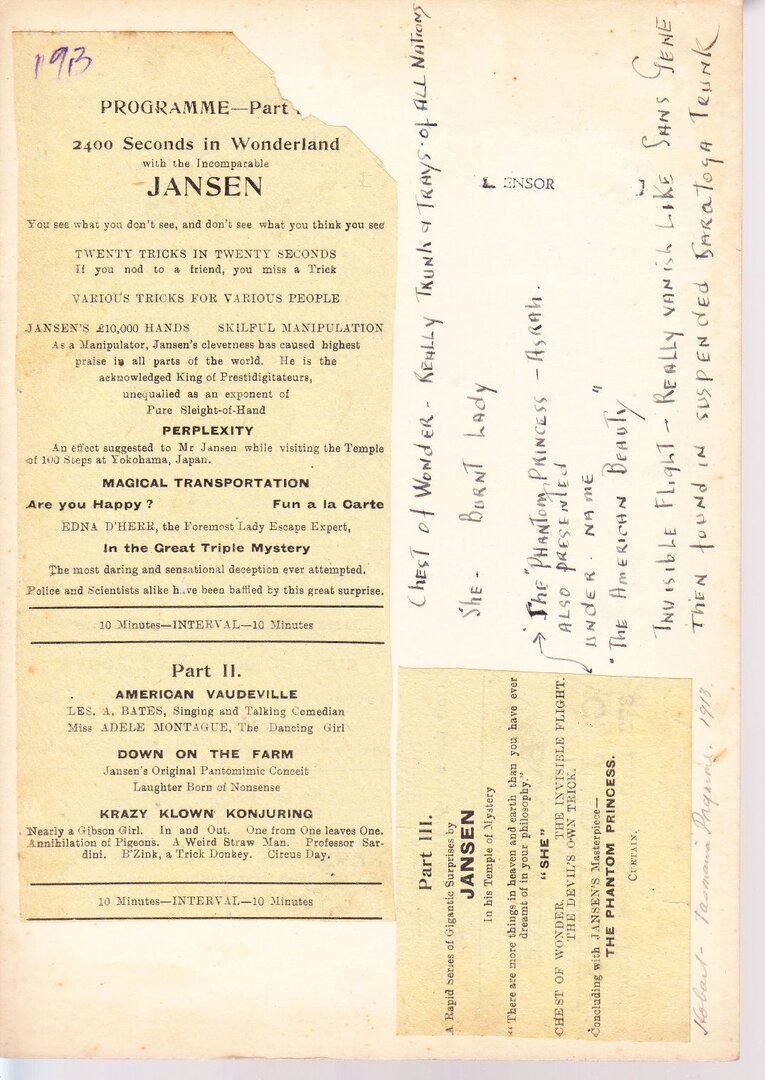 1913
PROGRAMME—Part
2400 Seconds in Wonderland
with the Incomparable
JANSEN
You see what you don't see, and don't see what you think you see
TWENTY TRICKS IN TWENTY SECONDS
If you nod to a friend, you miss a Trick
VARIOUS TRICKS FOR VARIOUS PEOPLE
JANSEN'S £10,000 HANDS SKILFUL MANIPULATION
As a Manipulator, Jansen's cleverness has caused highest
praise in all parts of the world. He is the
acknowledged King of Prestidigitateurs,
unequalled as an exponent of
Pure Sleight-of-Hand
PERPLEXITY
An effect suggested to Mr Jansen while visiting the Temple
of 100 Steps at Yokohama, Japan.
MAGICAL TRANSPORTATION
Are you Happy? Fun a la Carte
EDNA D'HERR, the Foremost Lady Escape Expert,
In the Great Triple Mystery
The most daring and sensational deception ever attempted.
Police and Scientists alike have been baffled by this great surprise.
10 Minutes—INTERVAL—10 Minutes
Part II.
AMERICAN VAUDEVILLE
LES. A. BATES, Singing and Talking Comedian
Miss ADELE MONTAGUE, The Dancing Girl
DOWN ON THE FARM
Jansen's Original Pantomimic Conceit
Laughter Born of Nonsense
KRAZY KLOWN KONJURING
Nearly a Gibson Girl. In and Out. One from One leaves One.
Annihilation of Pigeons. A Weird Straw Man. Professor Sar-
dini. B'Zink, a Trick Donkey. Circus Day.
10 Minutes—INTERVAL—10 Minutes
CHEST OF WONDER - REALLY TRUNK & TRAYS OF ALL NATIONS
SHE - BURNT LADY
ENSOR
THE "PHANTOM PRINCESS - ASRAH.
ALSO PRESENTED
UNDER NAME
"THE AMERICAN BEAUTY"
INVISIBLE FLIGHT - REALLY VANISH LIKE SANS GENE
THEN FOUND IN SUSPENDED SARATOGA TRUNK
Part III.
A Rapid Series of Gigantic Surprises by
JANSEN
In his Temple of Mystery
"There are more things in heaven and earth than you have ever
dreamt of in your philosophy."
"SHE"
CHEST OF WONDER. THE INVISIBLE FLIGHT.
THE DEVIL'S OWN TRICK.
Concluding with JANSEN'S Masterpiece—
THE PHANTOM PRINCESS.
CURTAIN.
Hobart - Tasmania 1913.